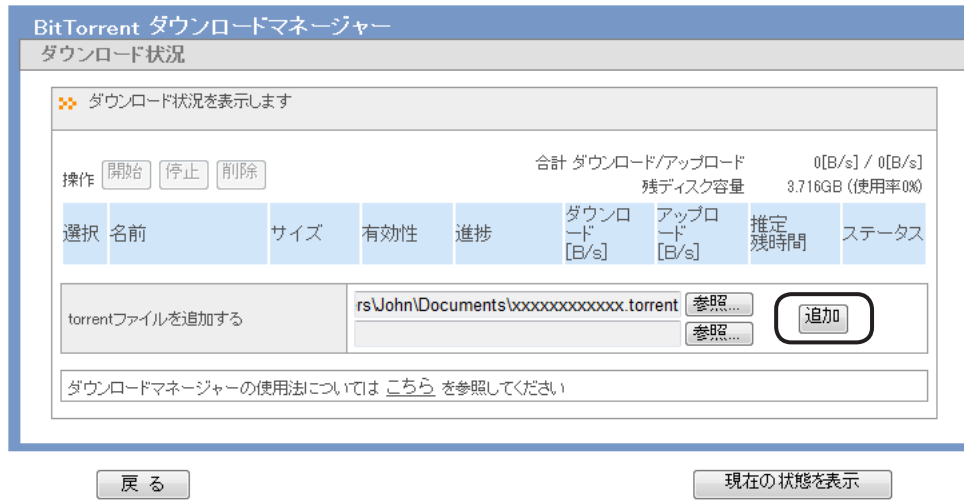 BitTorrent ダウンロードマネージャー
ダウンロード状況
ダウンロード状況を表示します
操作 開始 停止 削除
合計 ダウンロード/アップロード 0[B/s] / 0[B/s]
残ディスク容量 3.716GB (使用率0%)
選択 名前 サイズ 有効性 進捗 ダウンロード [B/s] アップロード [B/s] 推定残時間 ステータス
torrentファイルを追加する
rs\John\Documents\xxxxxxxxxxxx.torrent 参照...
参照...
追加
ダウンロードマネージャーの使用法については こちら を参照してください
戻 る
現在の状態を表示